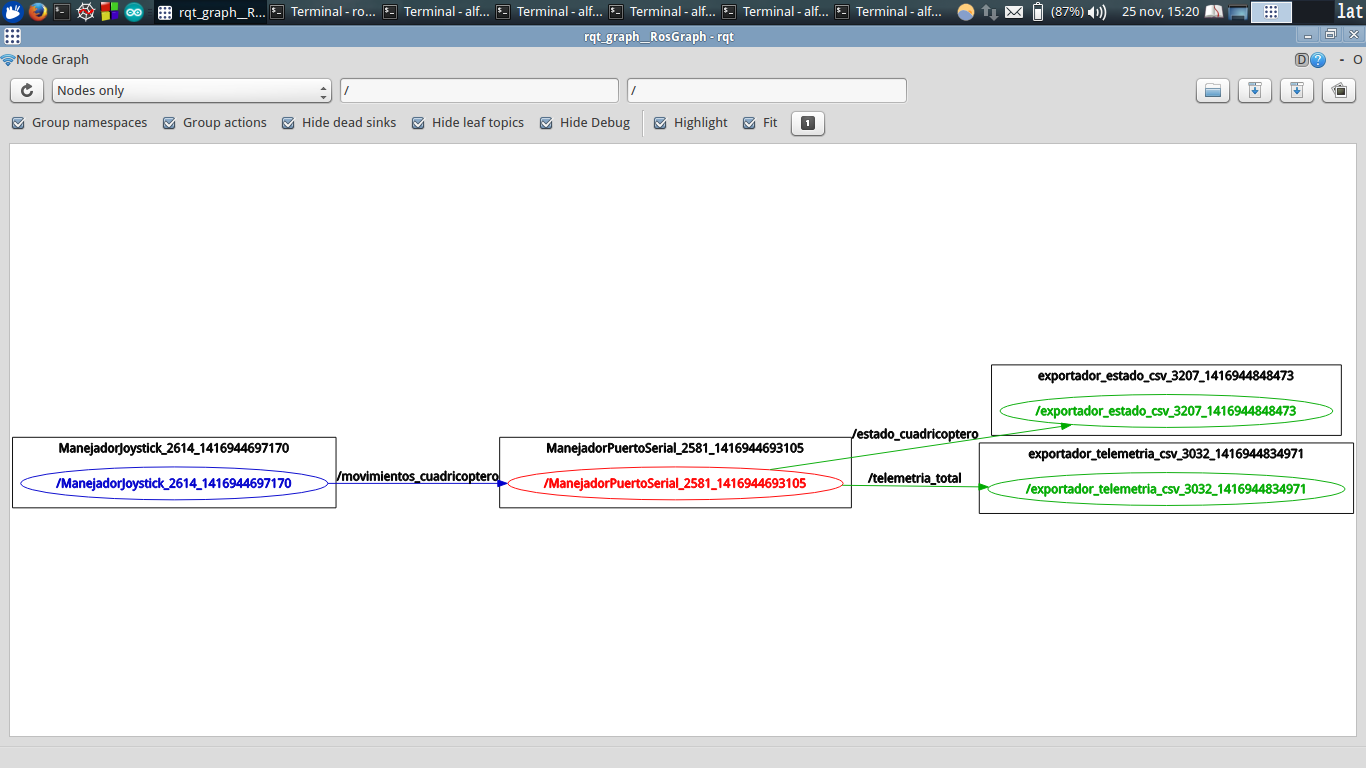 rqt_graph__R...
Terminal - ro...
Terminal - alf...
Terminal - alf...
Terminal - alf...
Terminal - alf...
Terminal - alf...
(87%)
25 nov, 15:20
lat
rqt_graph__RosGraph - rqt
Node Graph
D
?
- O
Nodes only
/
/
Group namespaces
Group actions
Hide dead sinks
Hide leaf topics
Hide Debug
Highlight
Fit
1
exportador_estado_csv_3207_1416944848473
/exportador_estado_csv_3207_1416944848473
/estado_cuadricoptero
ManejadorJoystick_2614_1416944697170
/ManejadorJoystick_2614_1416944697170
/movimientos_cuadricoptero
ManejadorPuertoSerial_2581_1416944693105
/ManejadorPuertoSerial_2581_1416944693105
/telemetria_total
exportador_telemetria_csv_3032_1416944834971
/exportador_telemetria_csv_3032_1416944834971